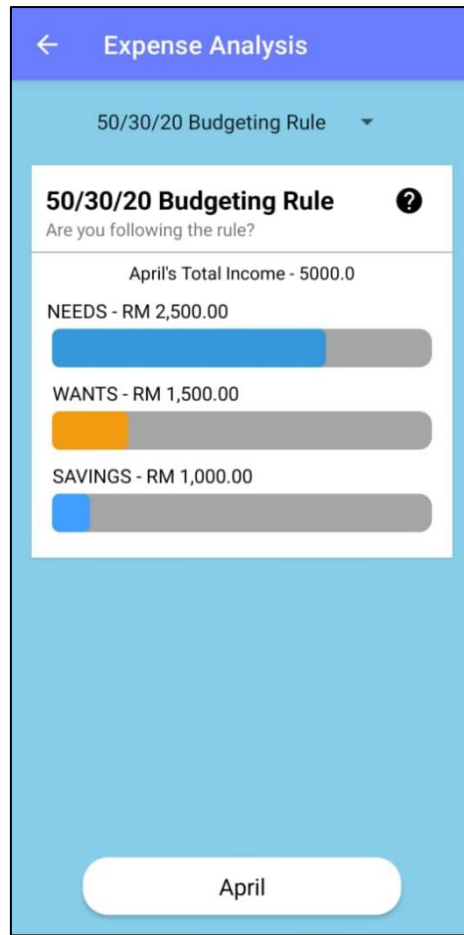 Expense Analysis
50/30/20 Budgeting Rule
50/30/20 Budgeting Rule
Are you following the rule?
April's Total Income - 5000.0
NEEDS - RM 2,500.00
WANTS - RM 1,500.00
SAVINGS - RM 1,000.00
April